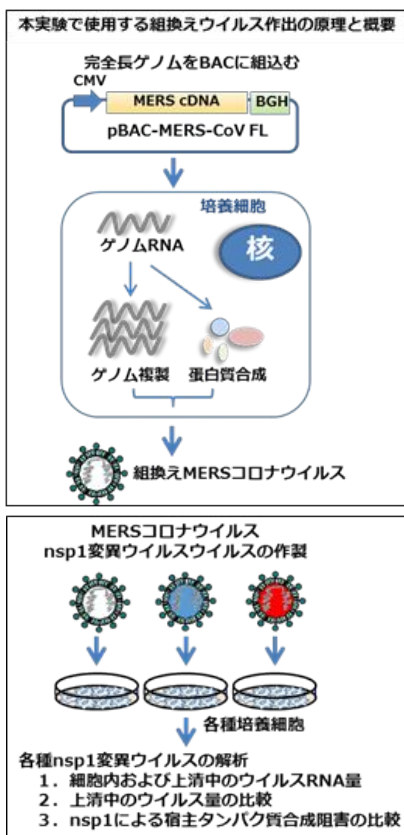 本実験で使用する組換えウイルス作出の原理と概要
完全長ゲノムをBACに組込む
CMV
MERS cDNA
BGH
pBAC-MERS-CoV FL
培養細胞
ゲノムRNA
核
ゲノム複製
蛋白質合成
組換えMERSコロナウイルス
MERSコロナウイルス
nsp1変異ウイルスウイルスの作製
各種培養細胞
各種nsp1変異ウイルスの解析
1．細胞内および上清中のウイルスRNA量
2．上清中のウイルス量の比較
3．nsp1による宿主タンパク質合成阻害の比較